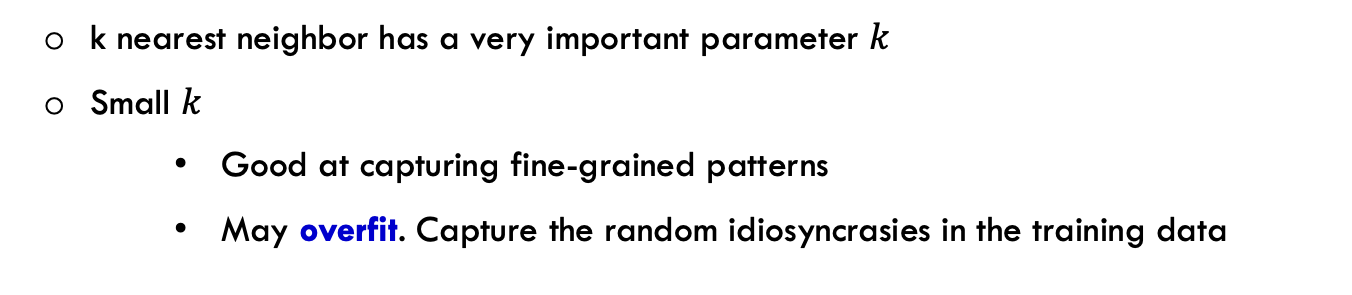 ○ k nearest neighbor has a very important parameter 𝑘
○ Small 𝑘
• Good at capturing fine-grained patterns
• May overfit. Capture the random idiosyncrasies in the training data